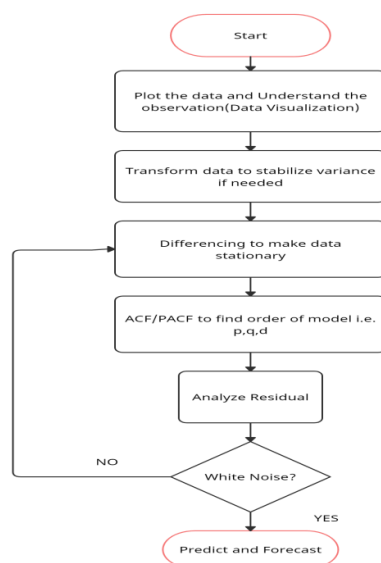 Start
Plot the data and Understand the
observation(Data Visualization)
Transform data to stabilize variance
if needed
Differencing to make data
stationary
ACF/PACF to find order of model i.e.
p,q,d
Analyze Residual
White Noise?
NO
YES
Predict and Forecast